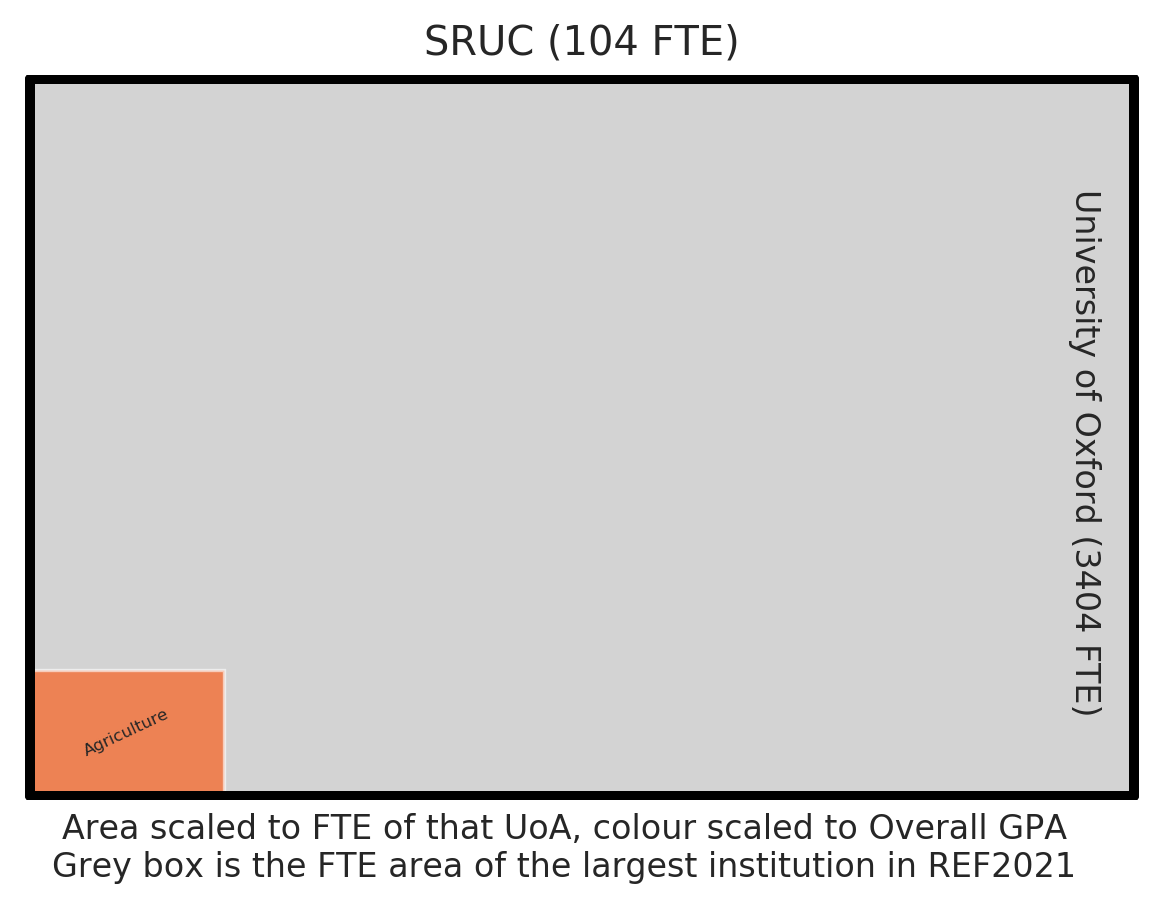 SRUC (104 FTE)
University of Oxford (3404 FTE)
Agriculture
Area scaled to FTE of that UoA, colour scaled to Overall GPA
Grey box is the FTE area of the largest institution in REF2021